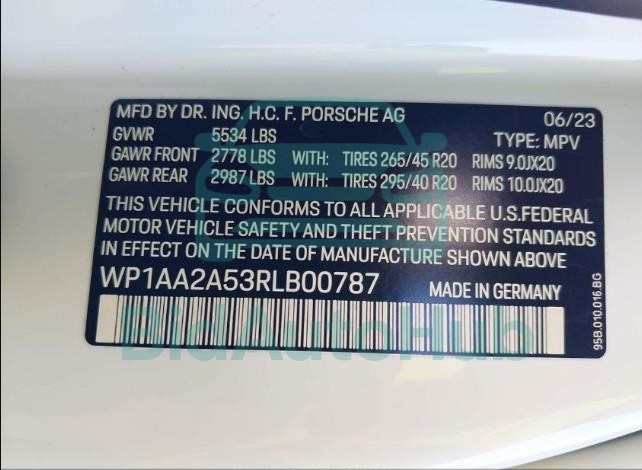 MFD BY DR. ING. H.C. F. PORSCHE AG 06/23
GVWR 5534 LBS TYPE: MPV
GAWR FRONT 2778 LBS WITH: TIRES 265/45 R20 RIMS 9.0JX20
GAWR REAR 2987 LBS WITH: TIRES 295/40 R20 RIMS 10.0JX20
THIS VEHICLE CONFORMS TO ALL APPLICABLE U.S.FEDERAL
MOTOR VEHICLE SAFETY AND THEFT PREVENTION STANDARDS
IN EFFECT ON THE DATE OF MANUFACTURE SHOWN ABOVE.
WP1AA2A53RLB00787 MADE IN GERMANY
95B.010.016.BG
BidAutoHub